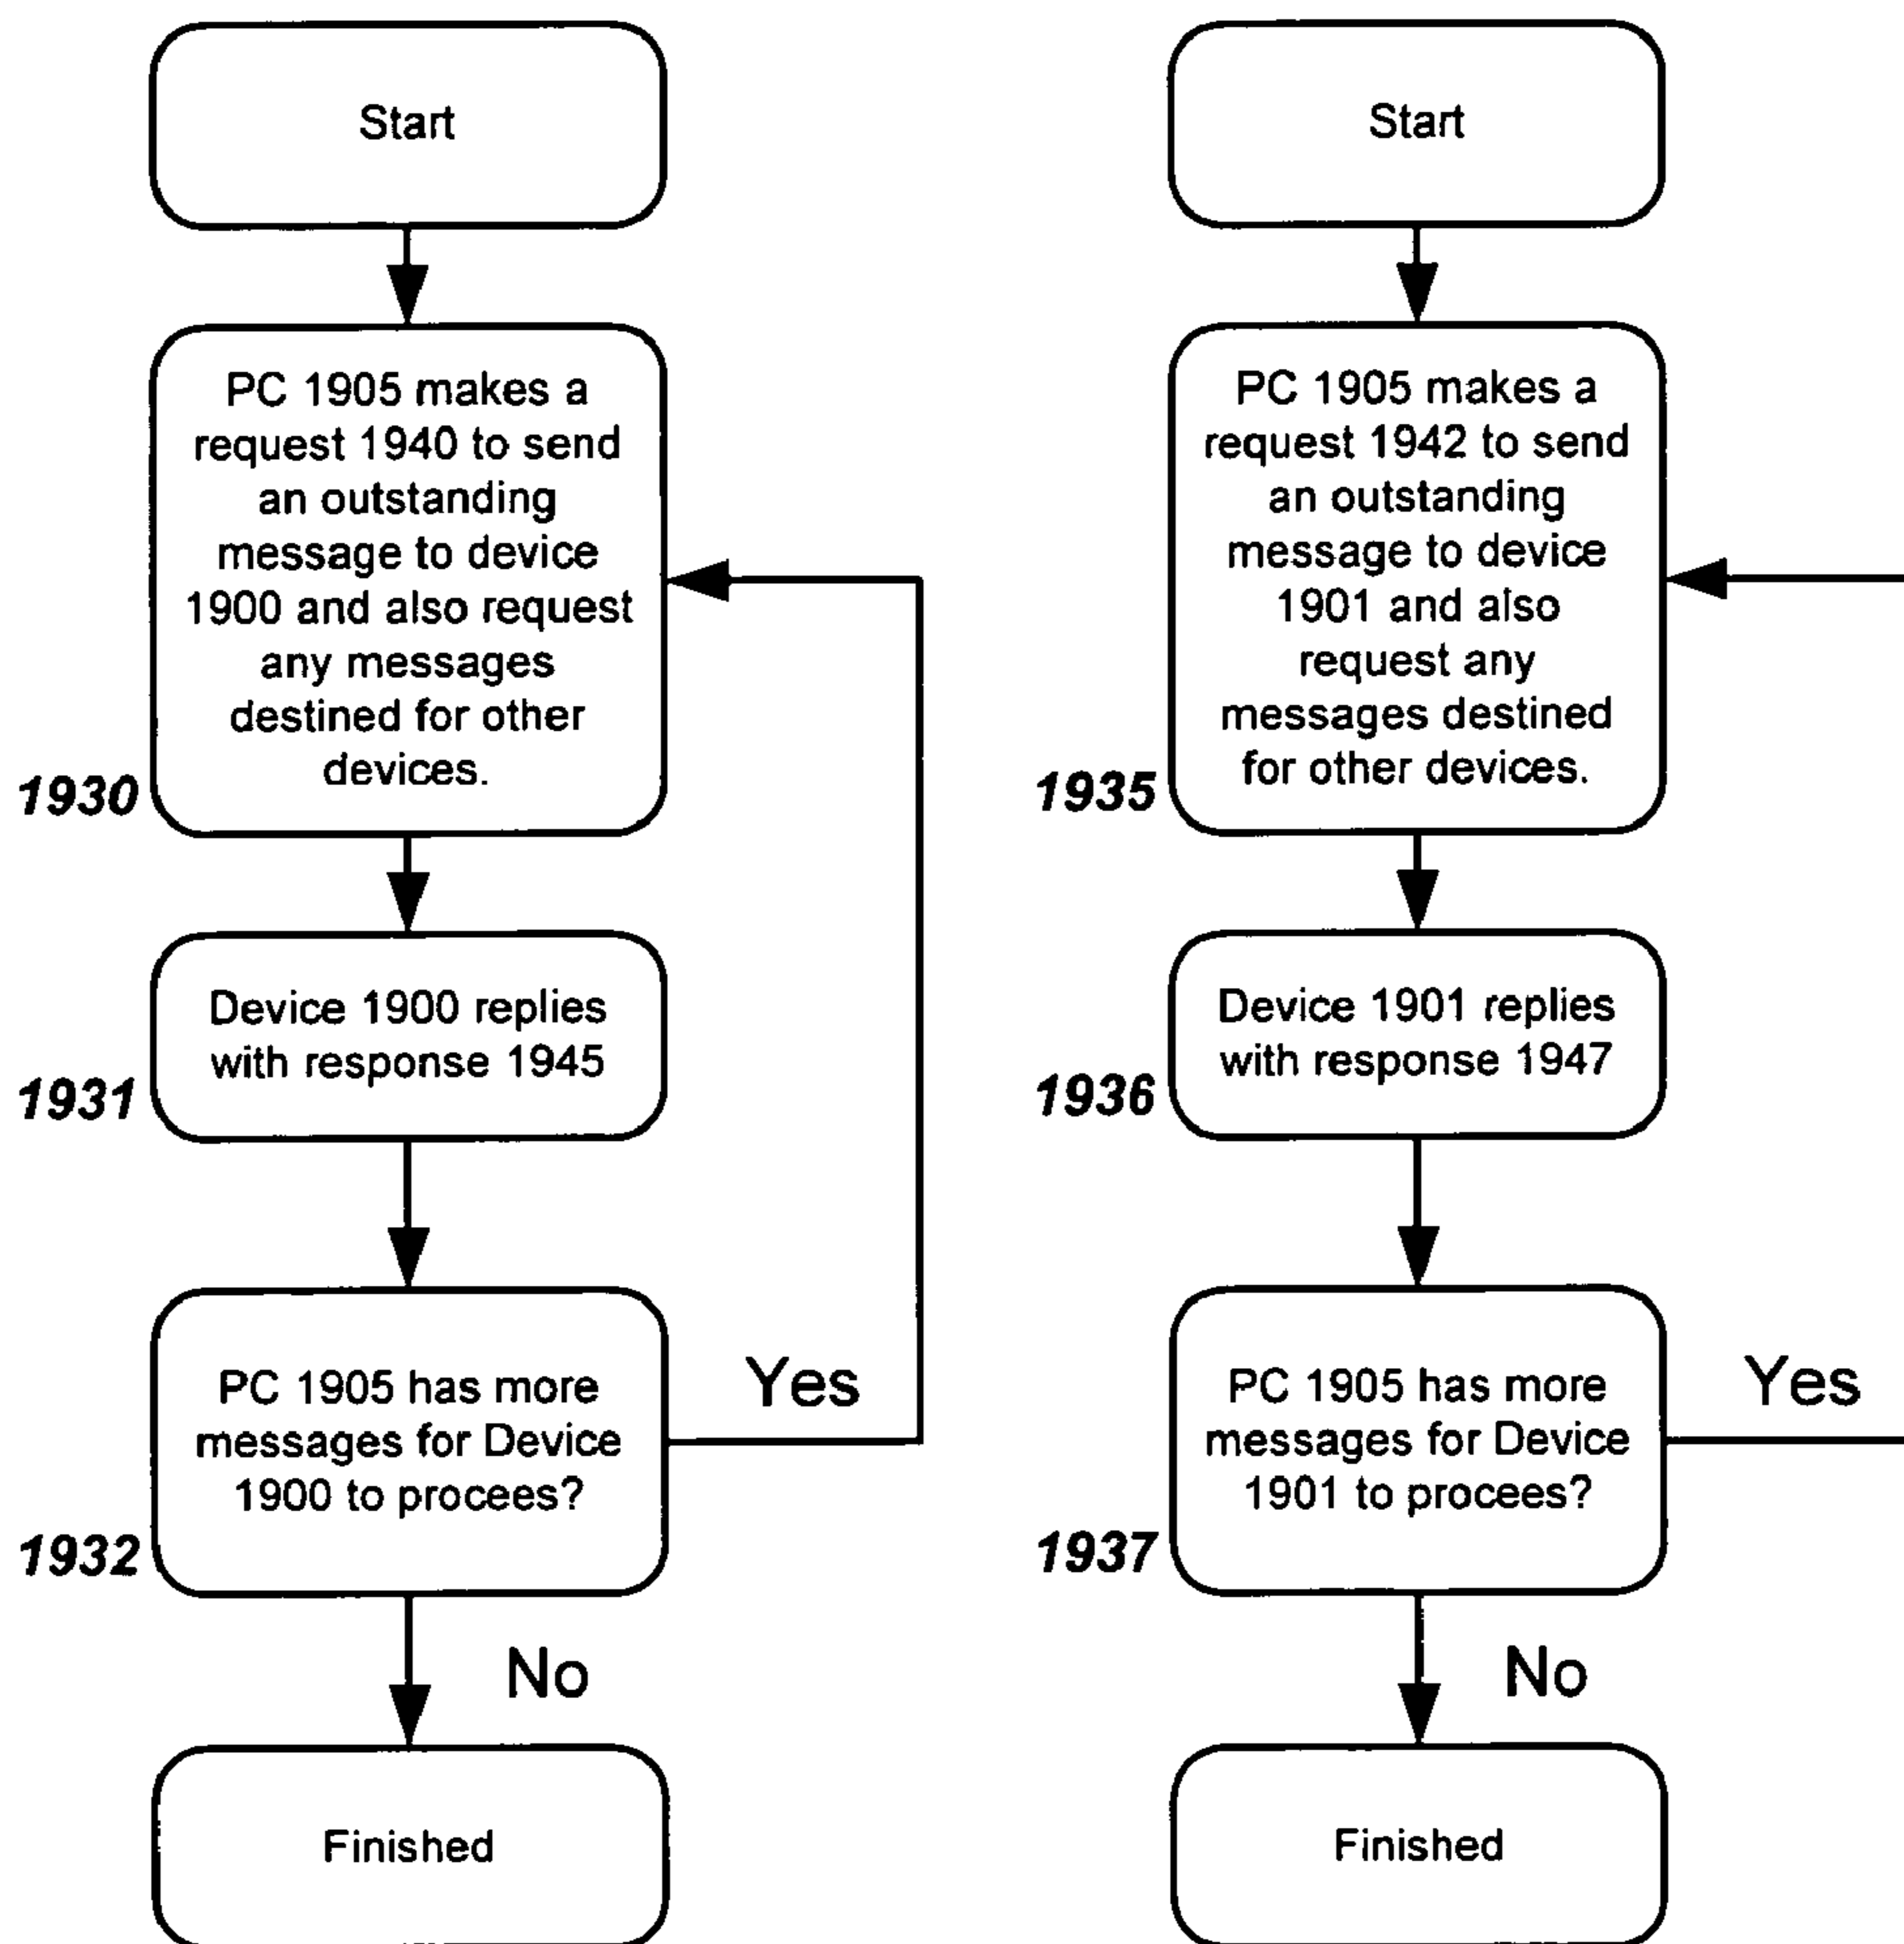 Start
PC 1905 makes a
request 1940 to send
an outstanding
message to device
1900 and also request
any messages
destined for other
devices.
1930
Device 1900 replies
with response 1945
1931
PC 1905 has more
messages for Device
1900 to procees?
1932
Yes
No
Finished
Start
PC 1905 makes a
request 1942 to send
an outstanding
message to device
1901 and also
request any
messages destined
for other devices.
1935
Device 1901 replies
with response 1947
1936
PC 1905 has more
messages for Device
1901 to procees?
1937
Yes
No
Finished